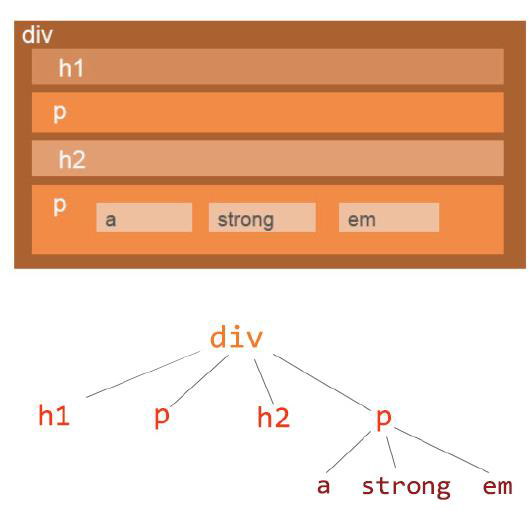 div
h1
p
h2
p
a strong em
div
h1 p h2 p
a strong em